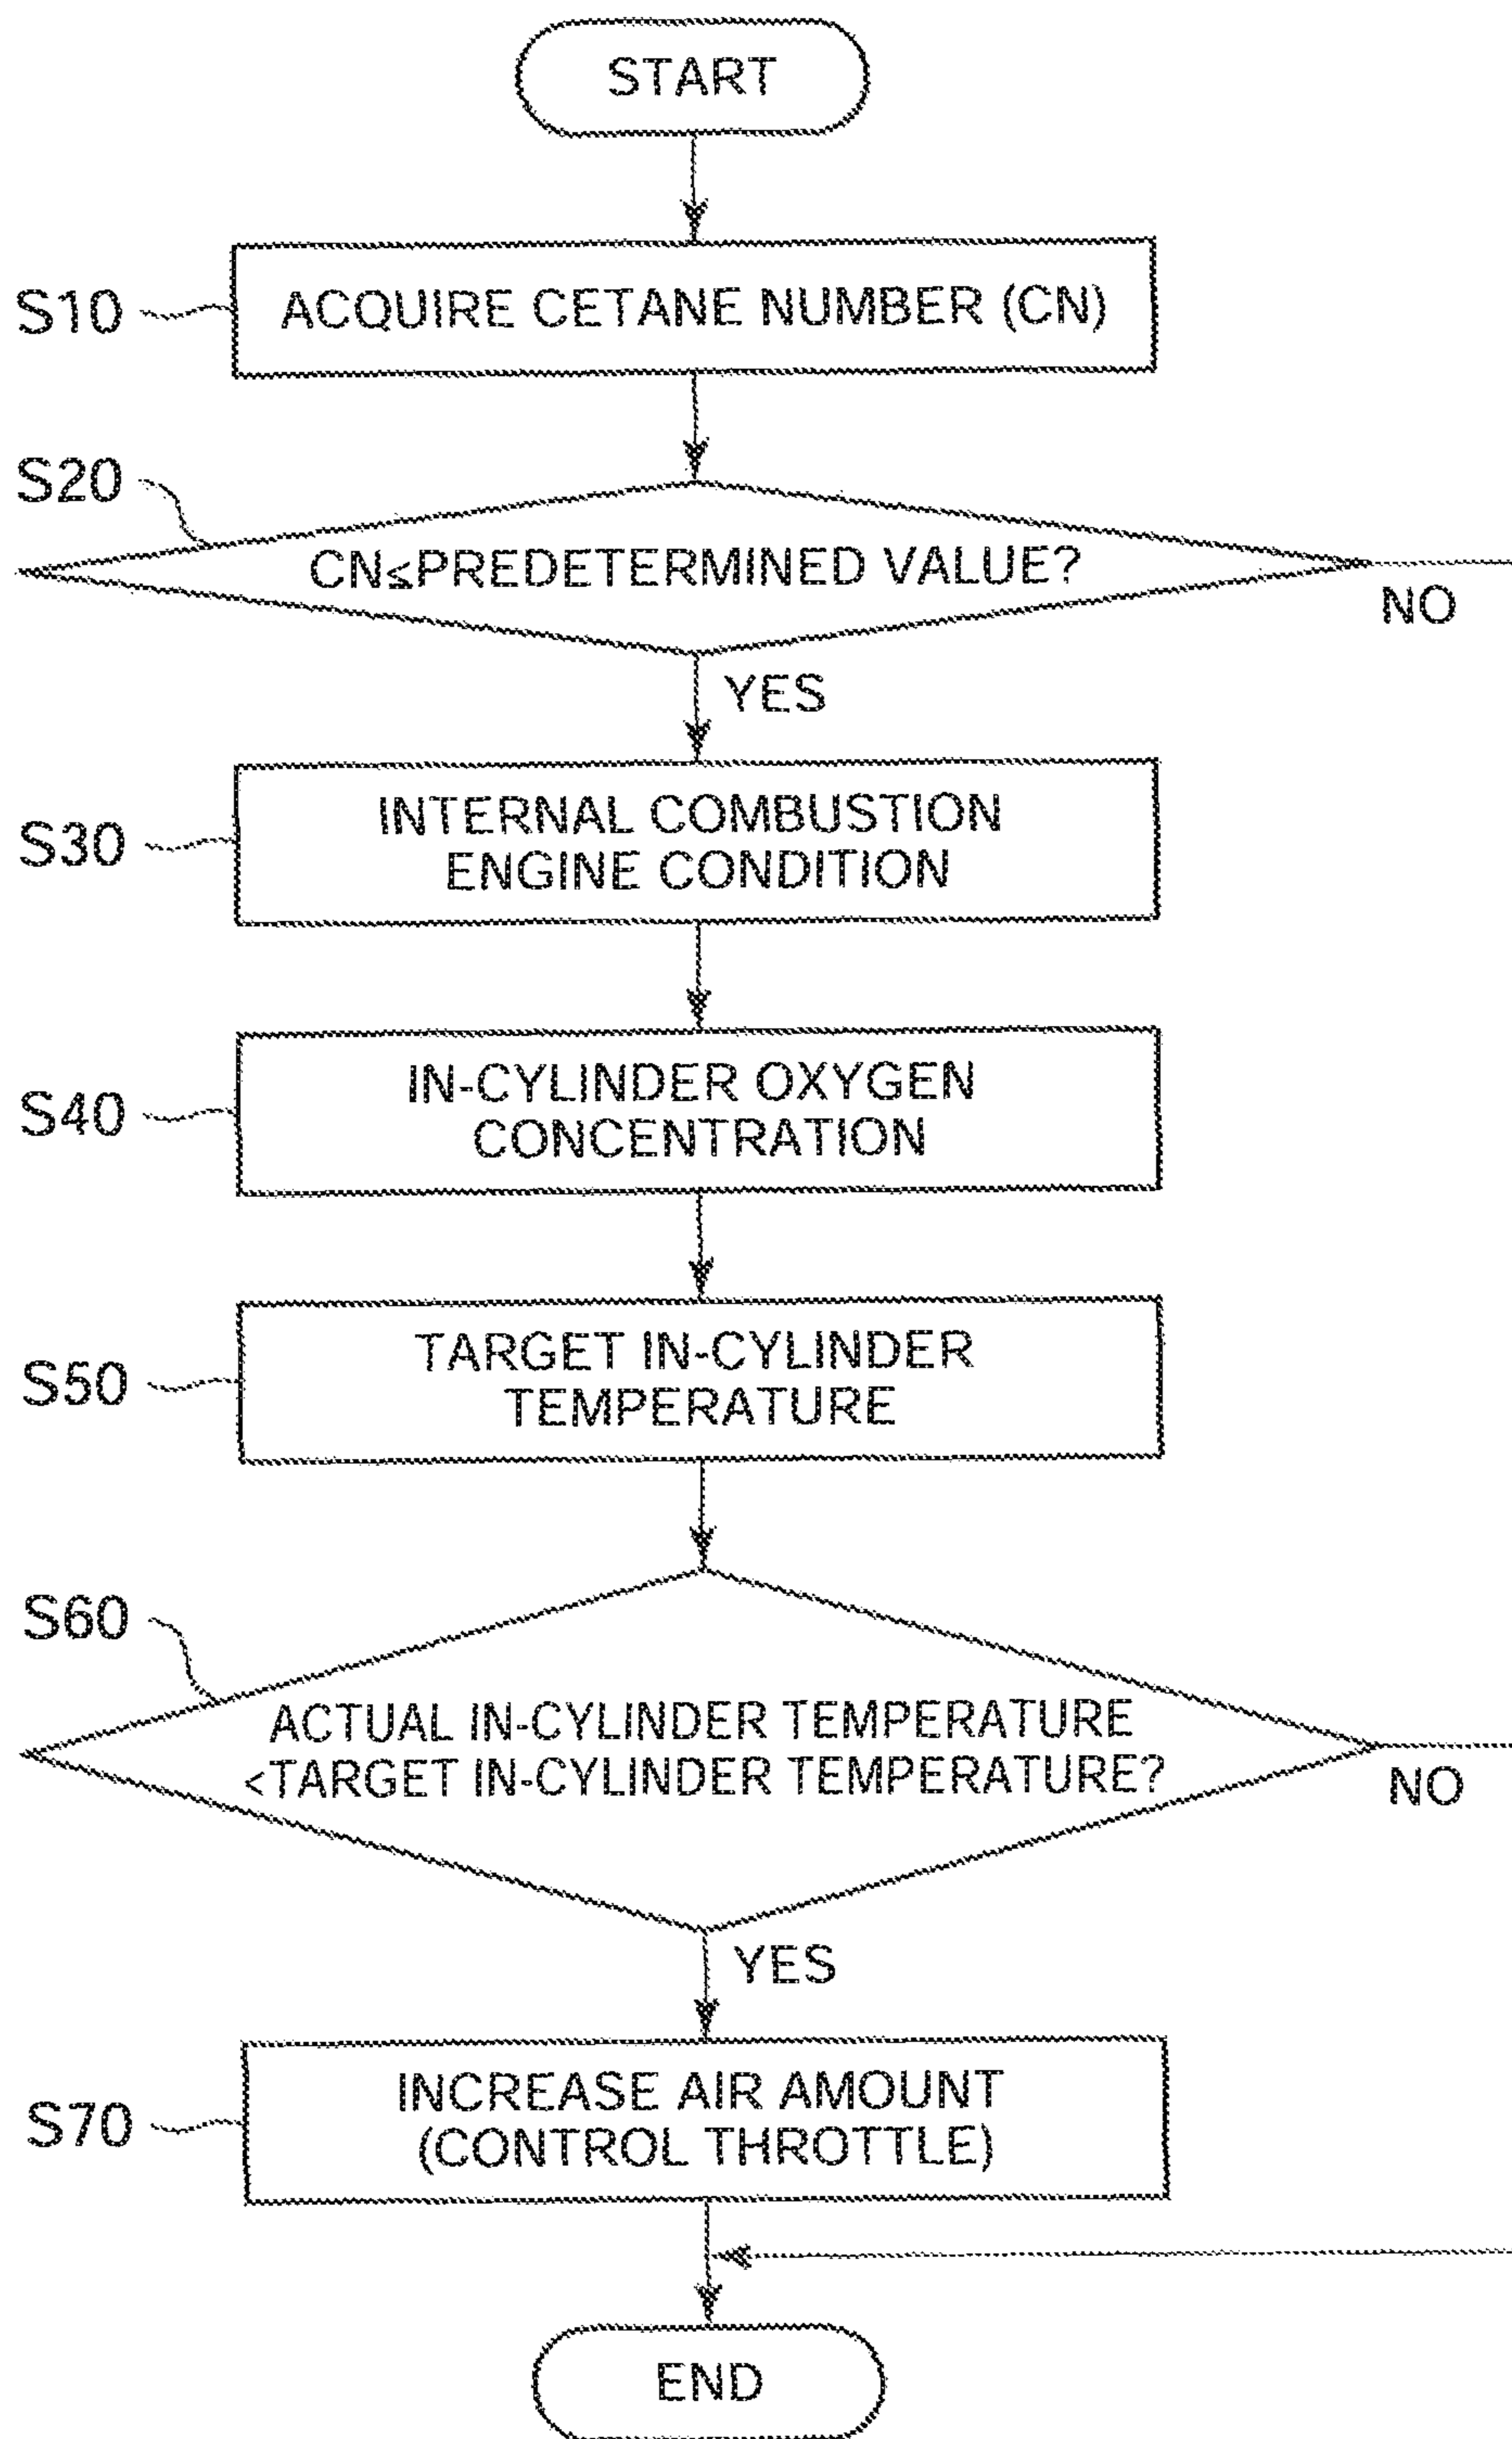 START
S10
ACQUIRE CETANE NUMBER (CN)
S20
CN≤PREDETERMINED VALUE?
NO
YES
S30
INTERNAL COMBUSTION
ENGINE CONDITION
S40
IN-CYLINDER OXYGEN
CONCENTRATION
S50
TARGET IN-CYLINDER
TEMPERATURE
S60
ACTUAL IN-CYLINDER TEMPERATURE
<TARGET IN-CYLINDER TEMPERATURE?
NO
YES
S70
INCREASE AIR AMOUNT
(CONTROL THROTTLE)
END